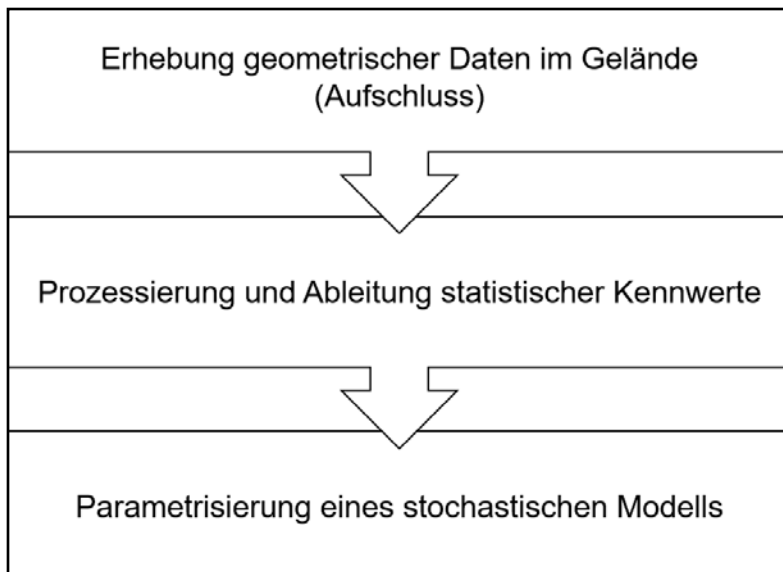 Erhebung geometrischer Daten im Gelände
(Aufschluss)
Prozessierung und Ableitung statistischer Kennwerte
Parametrisierung eines stochastischen Modells